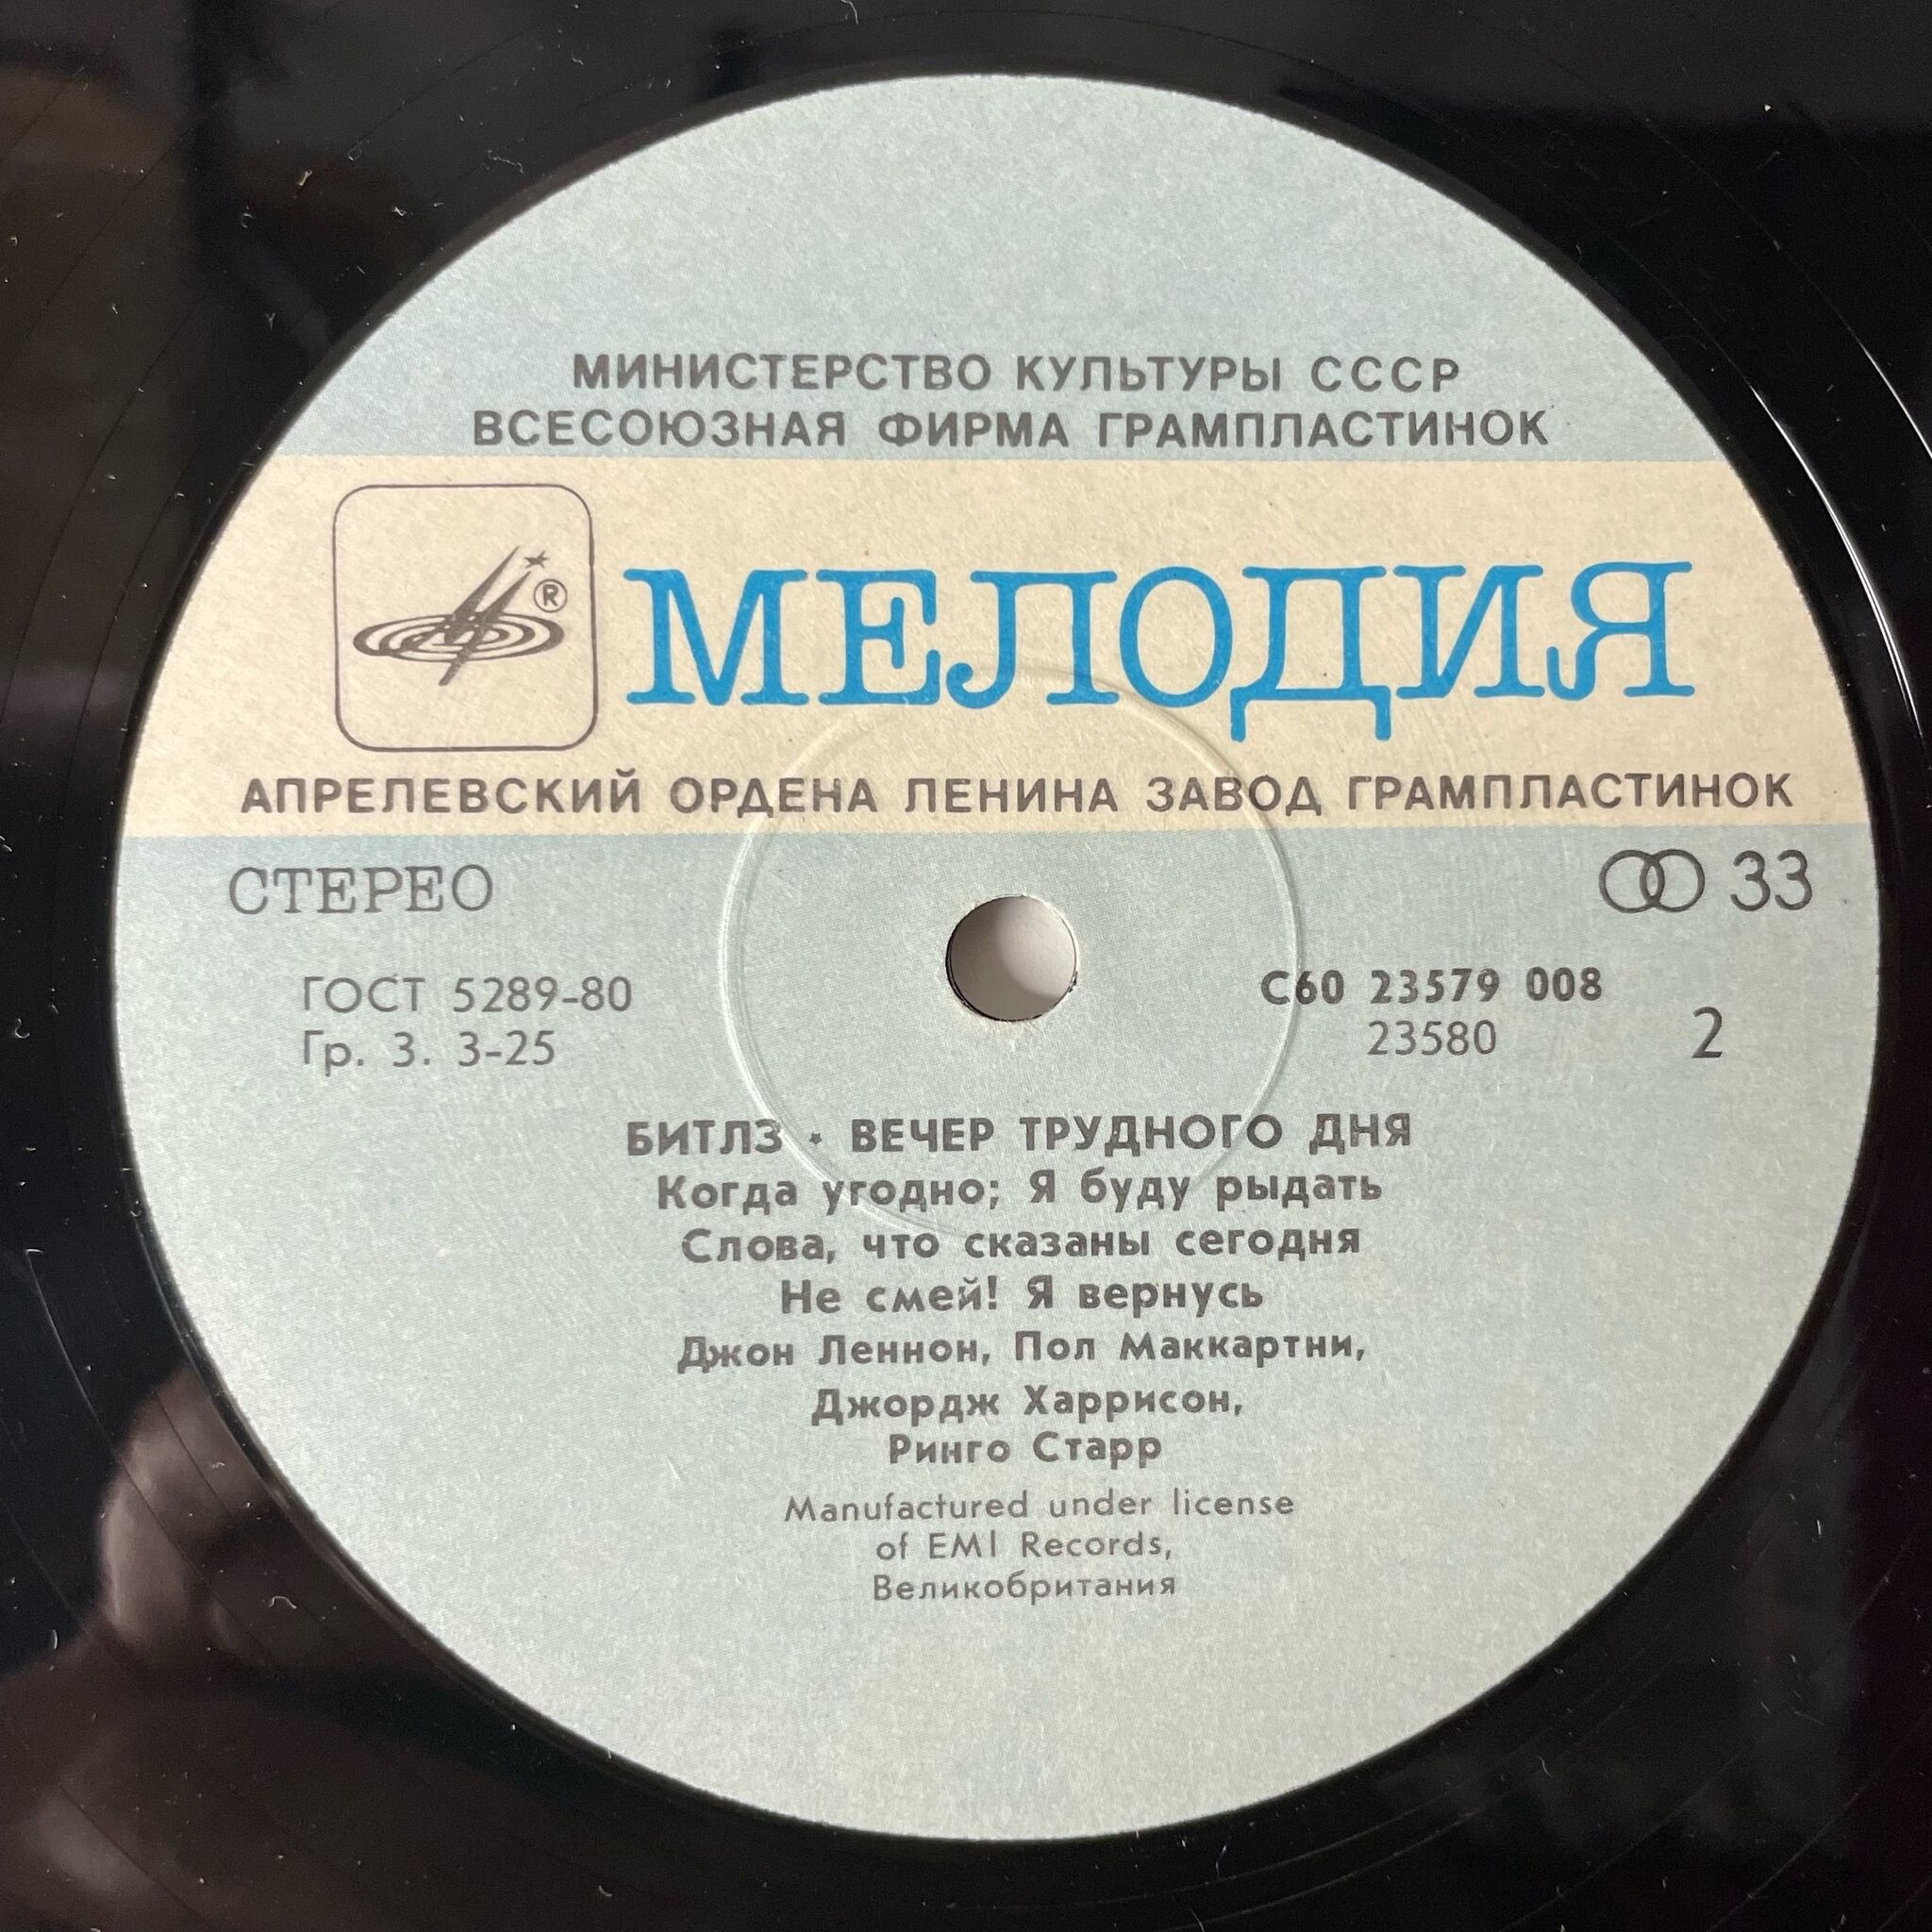 МИНИСТЕРСТВО КУЛЬТУРЫ СССР
ВСЕСОЮЗНАЯ ФИРМА ГРАМПЛАСТИНОК
®
МЕЛОДИЯ
АПРЕЛЕВСКИЙ ОРДЕНА ЛЕНИНА ЗАВОД ГРАМПЛАСТИНОК
СТЕРЕО
33
ГОСТ 5289-80
Гр. 3. 3-25
С60 23579 008
23580
2
БИТЛЗ ⋆ ВЕЧЕР ТРУДНОГО ДНЯ
Когда угодно; Я буду рыдать
Слова, что сказаны сегодня
Не смей! Я вернусь
Джон Леннон, Пол Маккартни,
Джордж Харрисон,
Ринго Старр
Manufactured under license
of EMI Records,
Великобритания